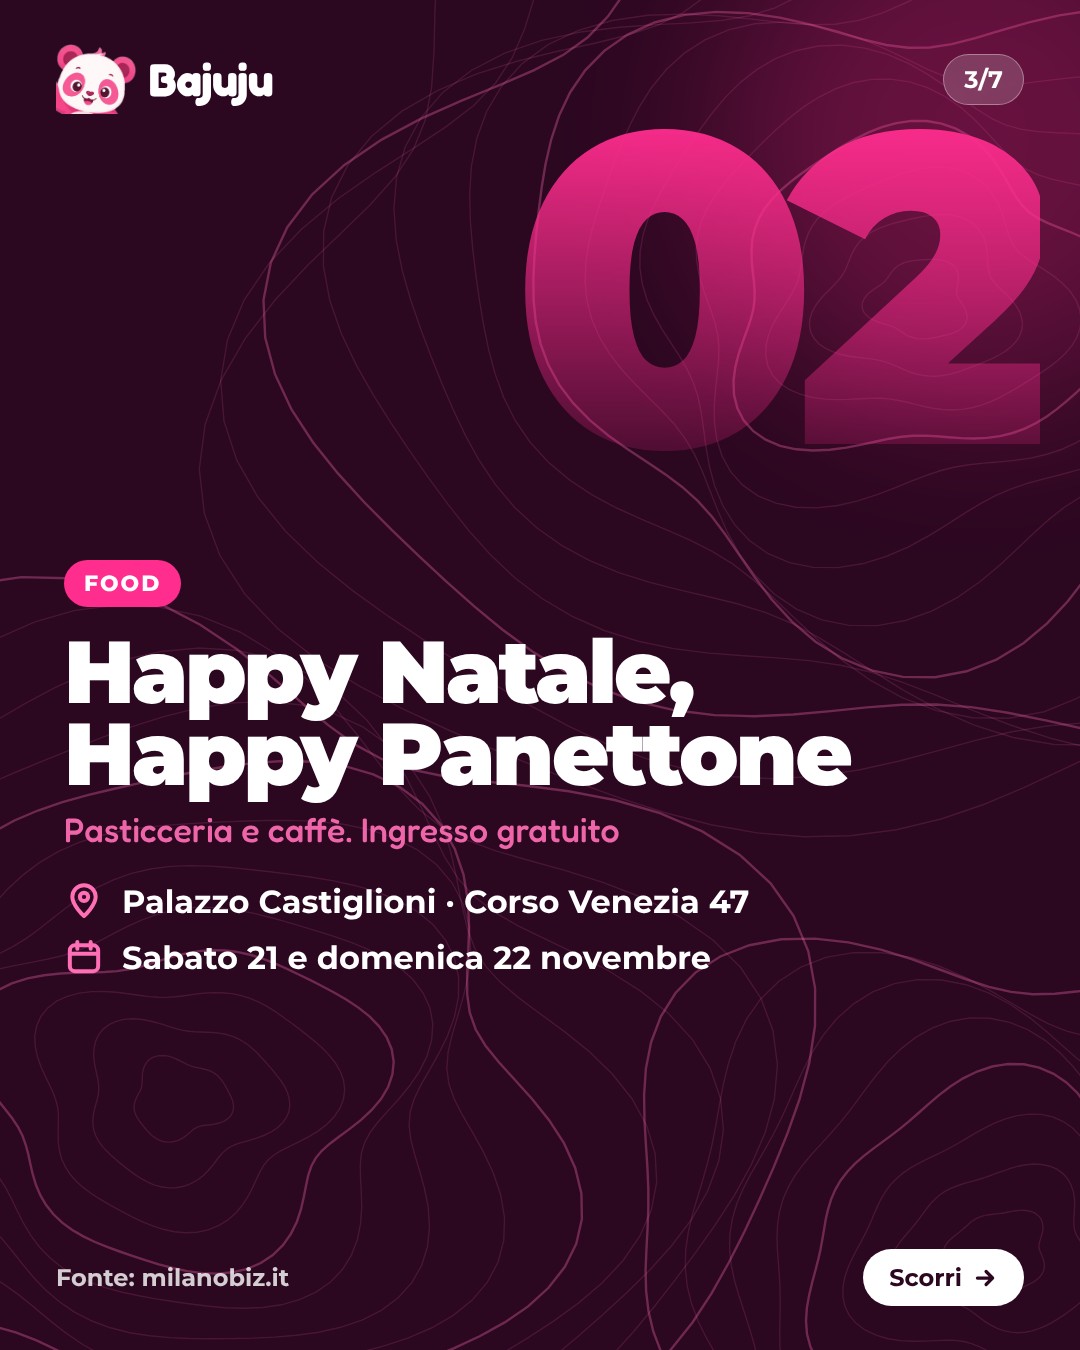 Bajuju
3/7
02
FOOD
Happy Natale,
Happy Panettone
Pasticceria e caffè. Ingresso gratuito
Palazzo Castiglioni · Corso Venezia 47
Sabato 21 e domenica 22 novembre
Fonte: milanobiz.it
Scorri →